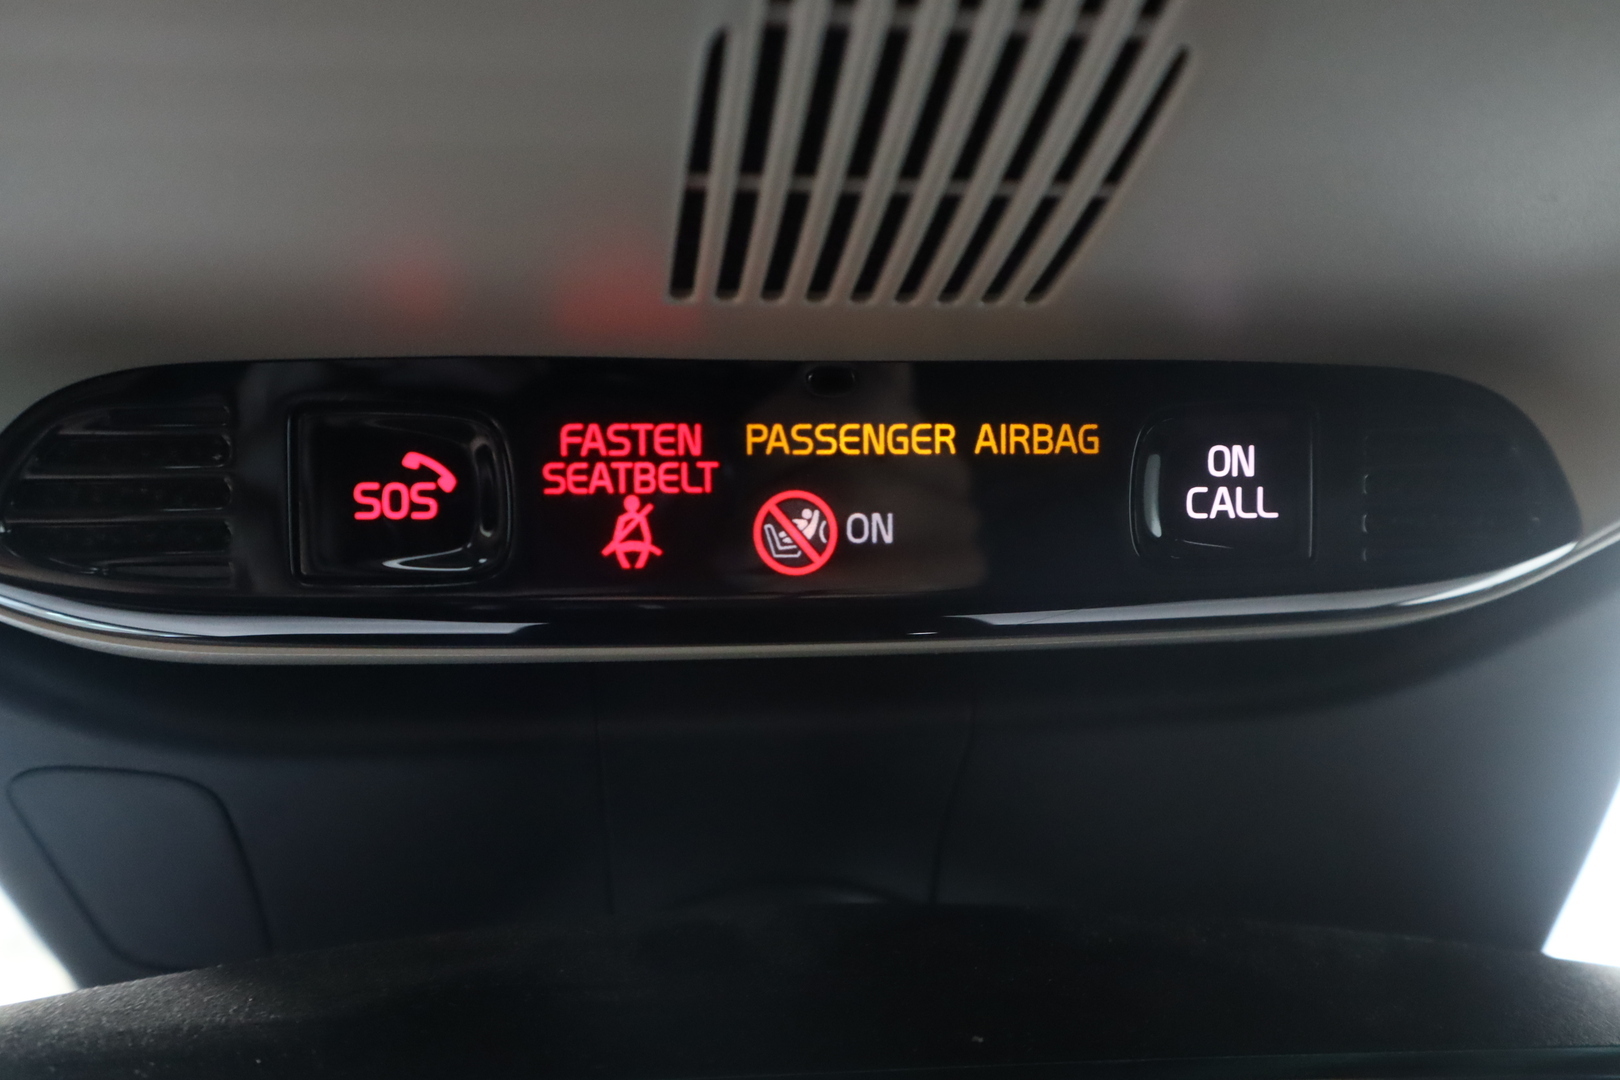 SOS
FASTEN
SEATBELT
PASSENGER AIRBAG
ON
ON
CALL